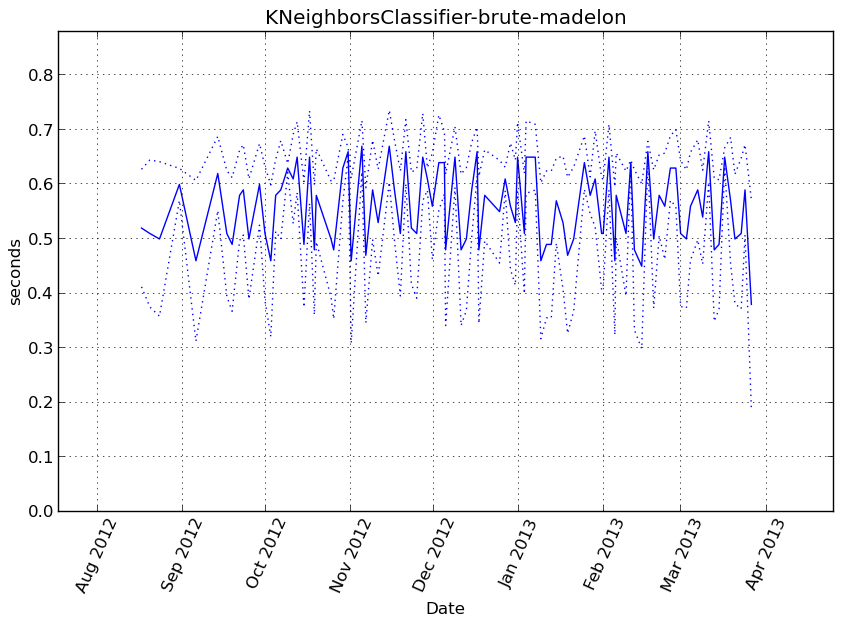 KNeighborsClassifier-brute-madelon
0.8
0.7
0.6
0.5
0.4
0.3
0.2
0.1
0.0
seconds
Aug 2012
Sep 2012
Oct 2012
Nov 2012
Dec 2012
Jan 2013
Feb 2013
Mar 2013
Apr 2013
Date